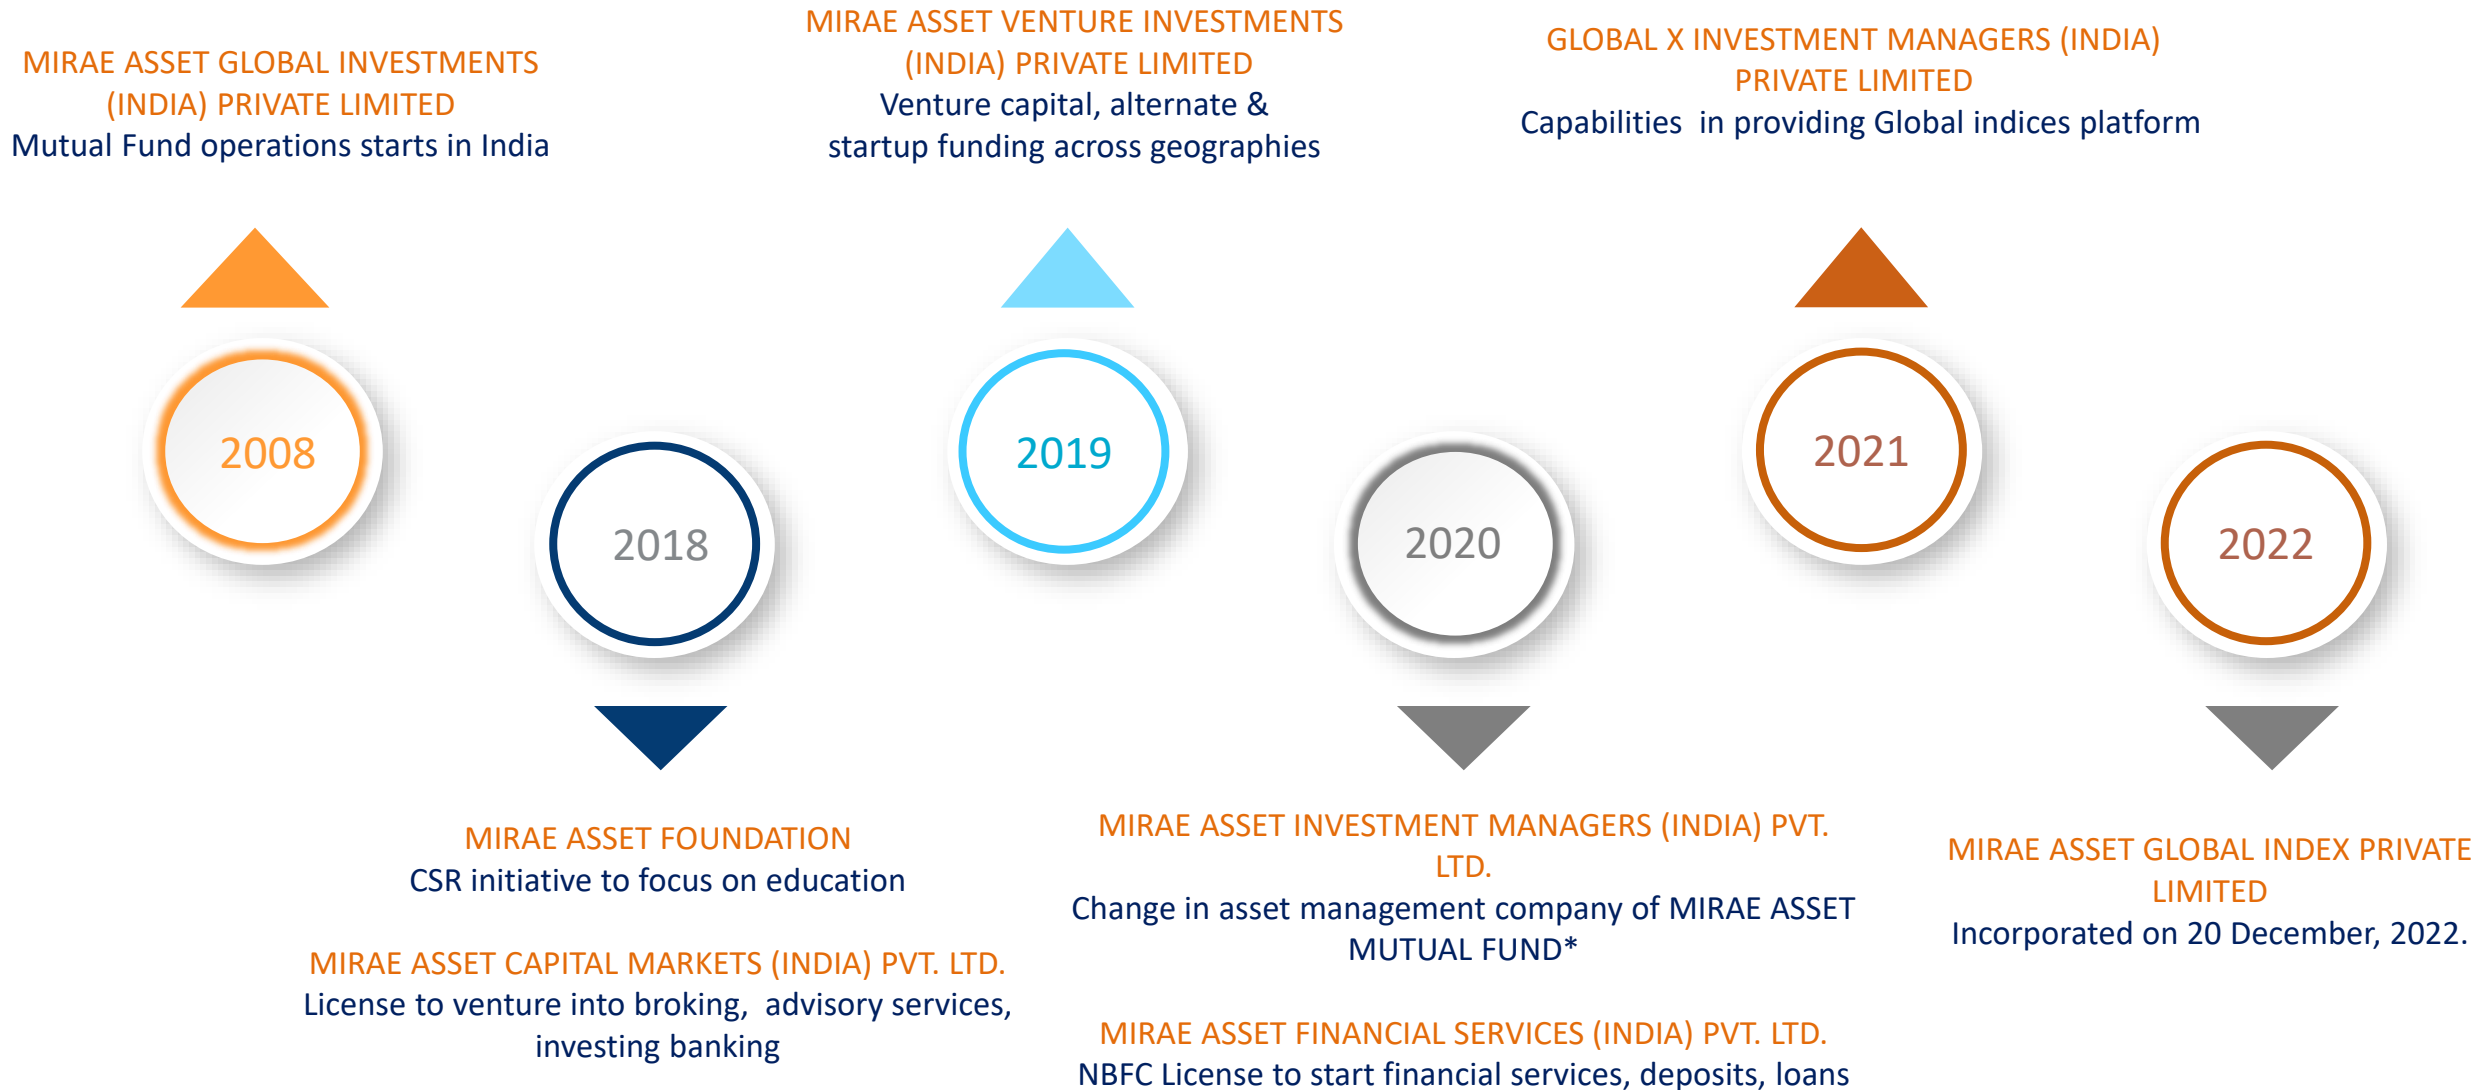 MIRAE ASSET GLOBAL INVESTMENTS
(INDIA) PRIVATE LIMITED
Mutual Fund operations starts in India
MIRAE ASSET VENTURE INVESTMENTS
(INDIA) PRIVATE LIMITED
Venture capital, alternate &
startup funding across geographies
GLOBAL X INVESTMENT MANAGERS (INDIA)
PRIVATE LIMITED
Capabilities in providing Global indices platform
2008
2018
2019
2020
2021
2022
MIRAE ASSET FOUNDATION
CSR initiative to focus on education
MIRAE ASSET CAPITAL MARKETS (INDIA) PVT. LTD.
License to venture into broking, advisory services,
investing banking
MIRAE ASSET INVESTMENT MANAGERS (INDIA) PVT.
LTD.
Change in asset management company of MIRAE ASSET
MUTUAL FUND*
MIRAE ASSET FINANCIAL SERVICES (INDIA) PVT. LTD.
NBFC License to start financial services, deposits, loans
MIRAE ASSET GLOBAL INDEX PRIVATE
LIMITED
Incorporated on 20 December, 2022.